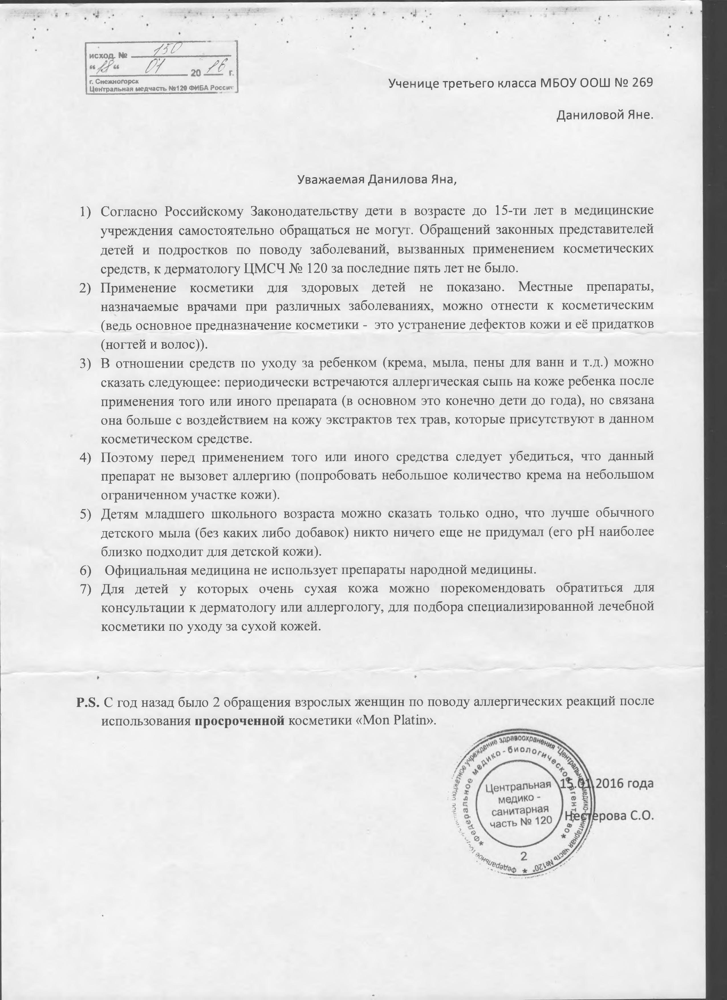 исход. № 150
“18“ 01 2016 г.
г. Снежногорск
Центральная медчасть №120 ФМБА России
Ученице третьего класса МБОУ ООШ № 269
Даниловой Яне.
Уважаемая Данилова Яна,
1) Согласно Российскому Законодательству дети в возрасте до 15-ти лет в медицинские
учреждения самостоятельно обращаться не могут. Обращений законных представителей
детей и подростков по поводу заболеваний, вызванных применением косметических
средств, к дерматологу ЦМСЧ № 120 за последние пять лет не было.
2) Применение косметики для здоровых детей не показано. Местные препараты,
назначаемые врачами при различных заболеваниях, можно отнести к косметическим
(ведь основное предназначение косметики - это устранение дефектов кожи и её придатков
(ногтей и волос)).
3) В отношении средств по уходу за ребенком (крема, мыла, пены для ванн и т.д.) можно
сказать следующее: периодически встречаются аллергическая сыпь на коже ребенка после
применения того или иного препарата (в основном это конечно дети до года), но связана
она больше с воздействием на кожу экстрактов тех трав, которые присутствуют в данном
косметическом средстве.
4) Поэтому перед применением того или иного средства следует убедиться, что данный
препарат не вызовет аллергию (попробовать небольшое количество крема на небольшом
ограниченном участке кожи).
5) Детям младшего школьного возраста можно сказать только одно, что лучше обычного
детского мыла (без каких либо добавок) никто ничего еще не придумал (его рН наиболее
близко подходит для детской кожи).
6) Официальная медицина не использует препараты народной медицины.
7) Для детей у которых очень сухая кожа можно порекомендовать обратиться для
консультации к дерматологу или аллергологу, для подбора специализированной лечебной
косметики по уходу за сухой кожей.
P.S. С год назад было 2 обращения взрослых женщин по поводу аллергических реакций после
использования просроченной косметики «Mon Platin».
15.01.2016 года
Нестерова С.О.
Федеральное бюджетное учреждение здравоохранения "Центральная медико-санитарная часть №120" *
* Федеральное медико-биологическое агентство *
Центральная
медико -
санитарная
часть № 120
2